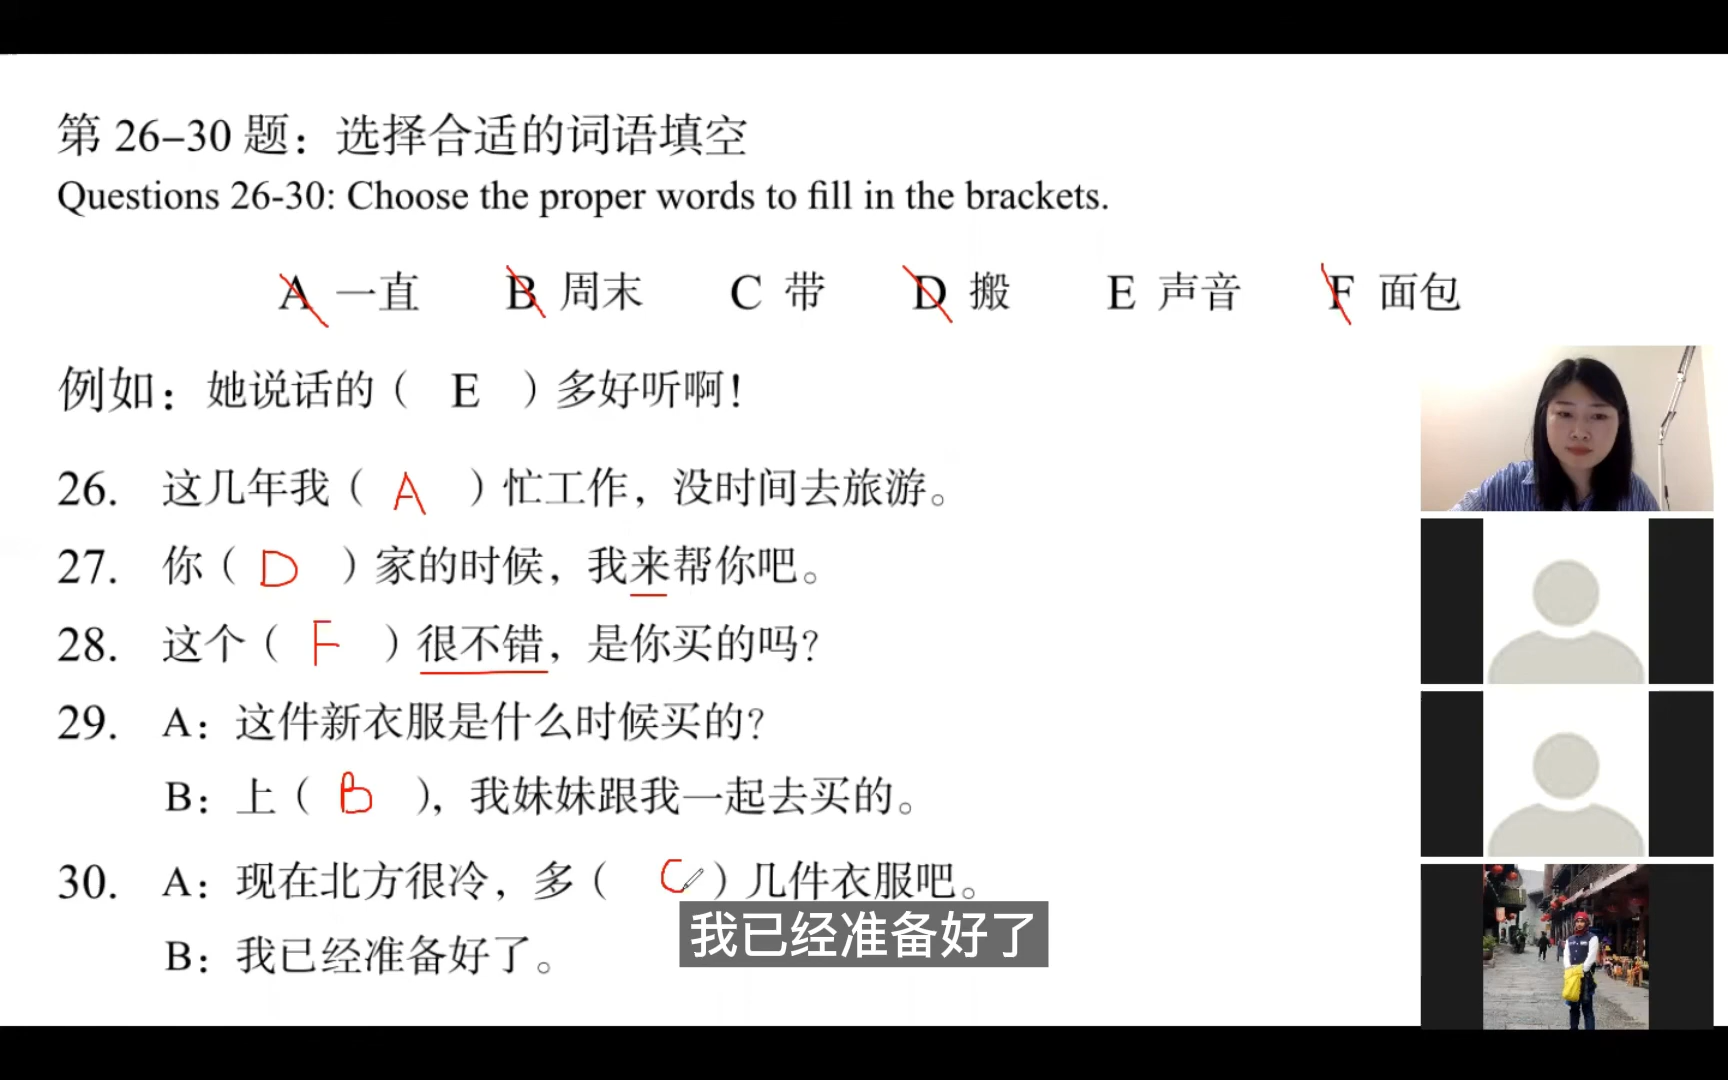 第 26–30 题：选择合适的词语填空
Questions 26-30: Choose the proper words to fill in the brackets.
A 一直 B 周末 C 带 D 搬 E 声音 F 面包
例如：她说话的（ E ）多好听啊！
26. 这几年我（ A ）忙工作，没时间去旅游。
27. 你（ D ）家的时候，我来帮你吧。
28. 这个（ F ）很不错，是你买的吗？
29. A：这件新衣服是什么时候买的？
B：上（ B ），我妹妹跟我一起去买的。
30. A：现在北方很冷，多（ C ）几件衣服吧。
我已经准备好了
B：我已经准备好了。